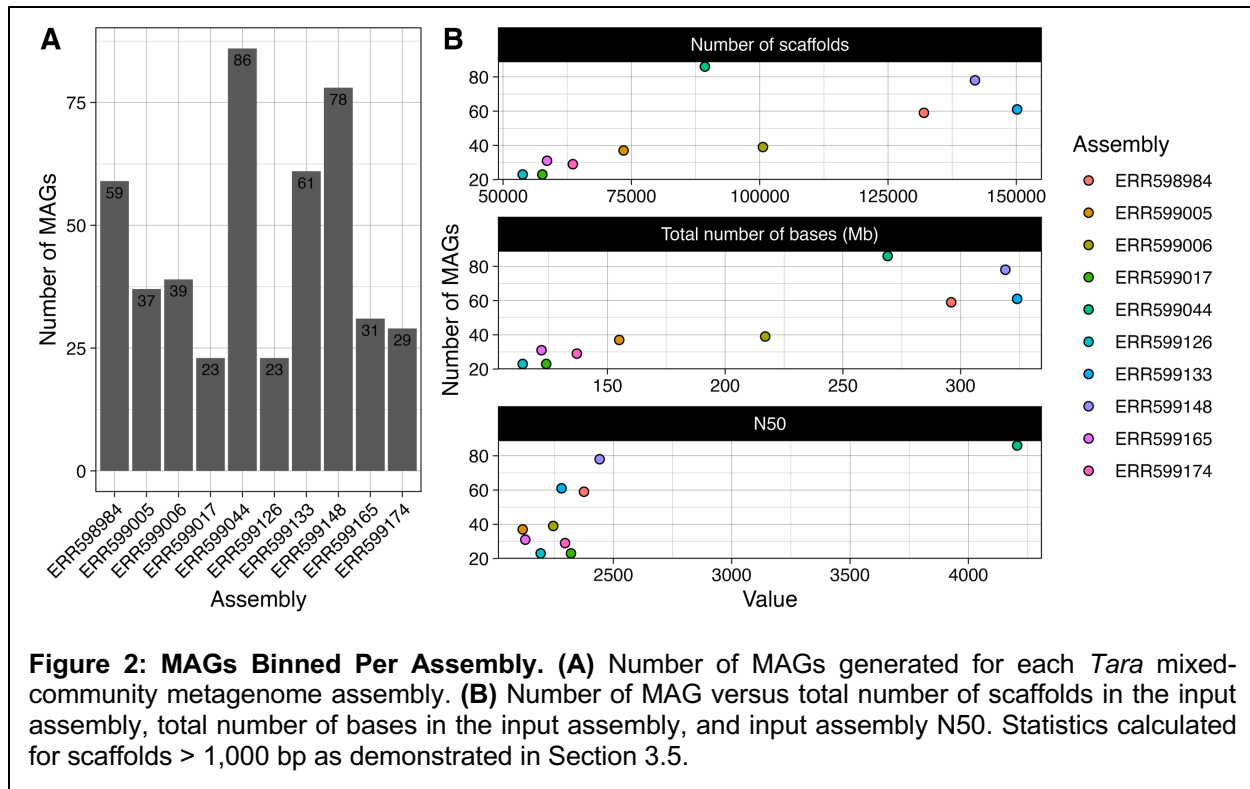 A
Number of MAGs
75
50
25
0
59
37
39
23
86
23
61
78
31
29
ERR598984
ERR599005
ERR599006
ERR599017
ERR599044
ERR599126
ERR599133
ERR599148
ERR599165
ERR599174
Assembly
B
Number of MAGs
Number of scaffolds
80
60
40
20
50000 75000 100000 125000 150000
Total number of bases (Mb)
80
60
40
20
150 200 250 300
N50
80
60
40
20
2500 3000 3500 4000
Value
Assembly
ERR598984
ERR599005
ERR599006
ERR599017
ERR599044
ERR599126
ERR599133
ERR599148
ERR599165
ERR599174
Figure 2: MAGs Binned Per Assembly. (A) Number of MAGs generated for each Tara mixed-
community metagenome assembly. (B) Number of MAG versus total number of scaffolds in the input
assembly, total number of bases in the input assembly, and input assembly N50. Statistics calculated
for scaffolds > 1,000 bp as demonstrated in Section 3.5.